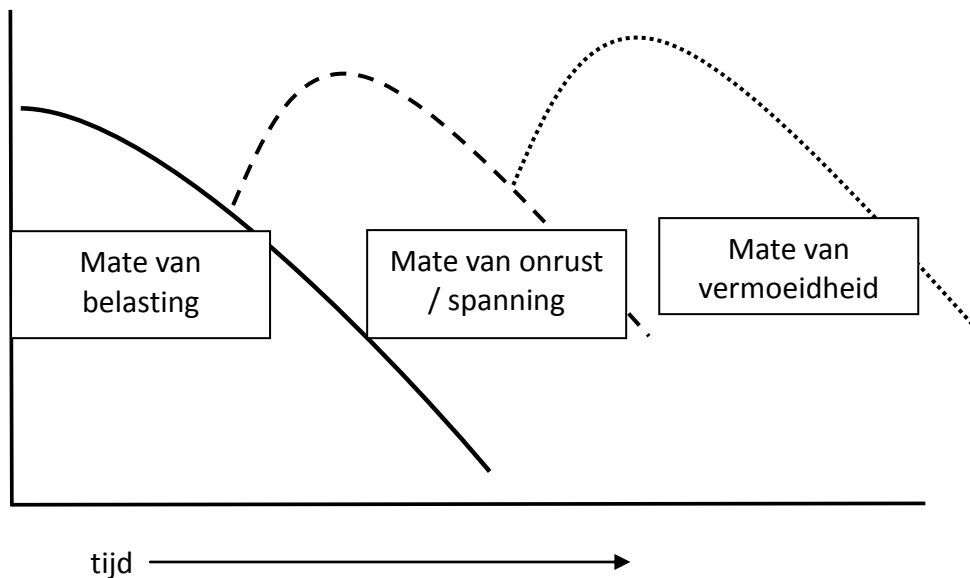 Mate van
belasting
Mate van onrust
/ spanning
Mate van
vermoeidheid
tijd